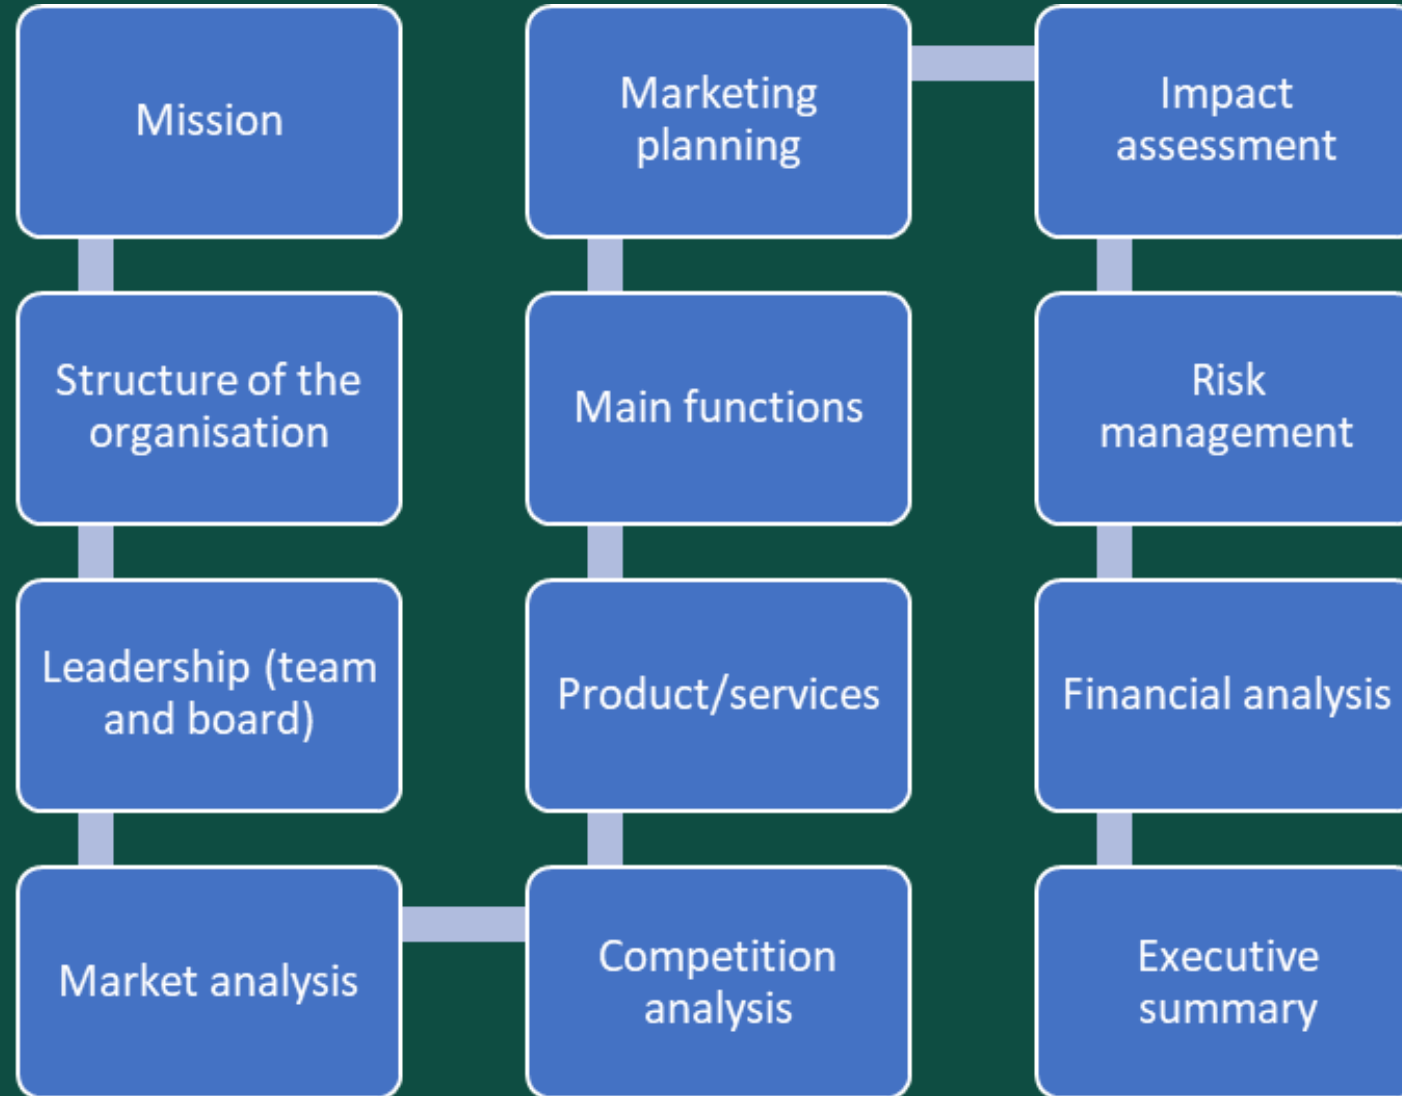 Mission
Structure of the
organisation
Leadership (team
and board)
Market analysis
Competition
analysis
Product/services
Main functions
Marketing
planning
Impact
assessment
Risk
management
Financial analysis
Executive
summary